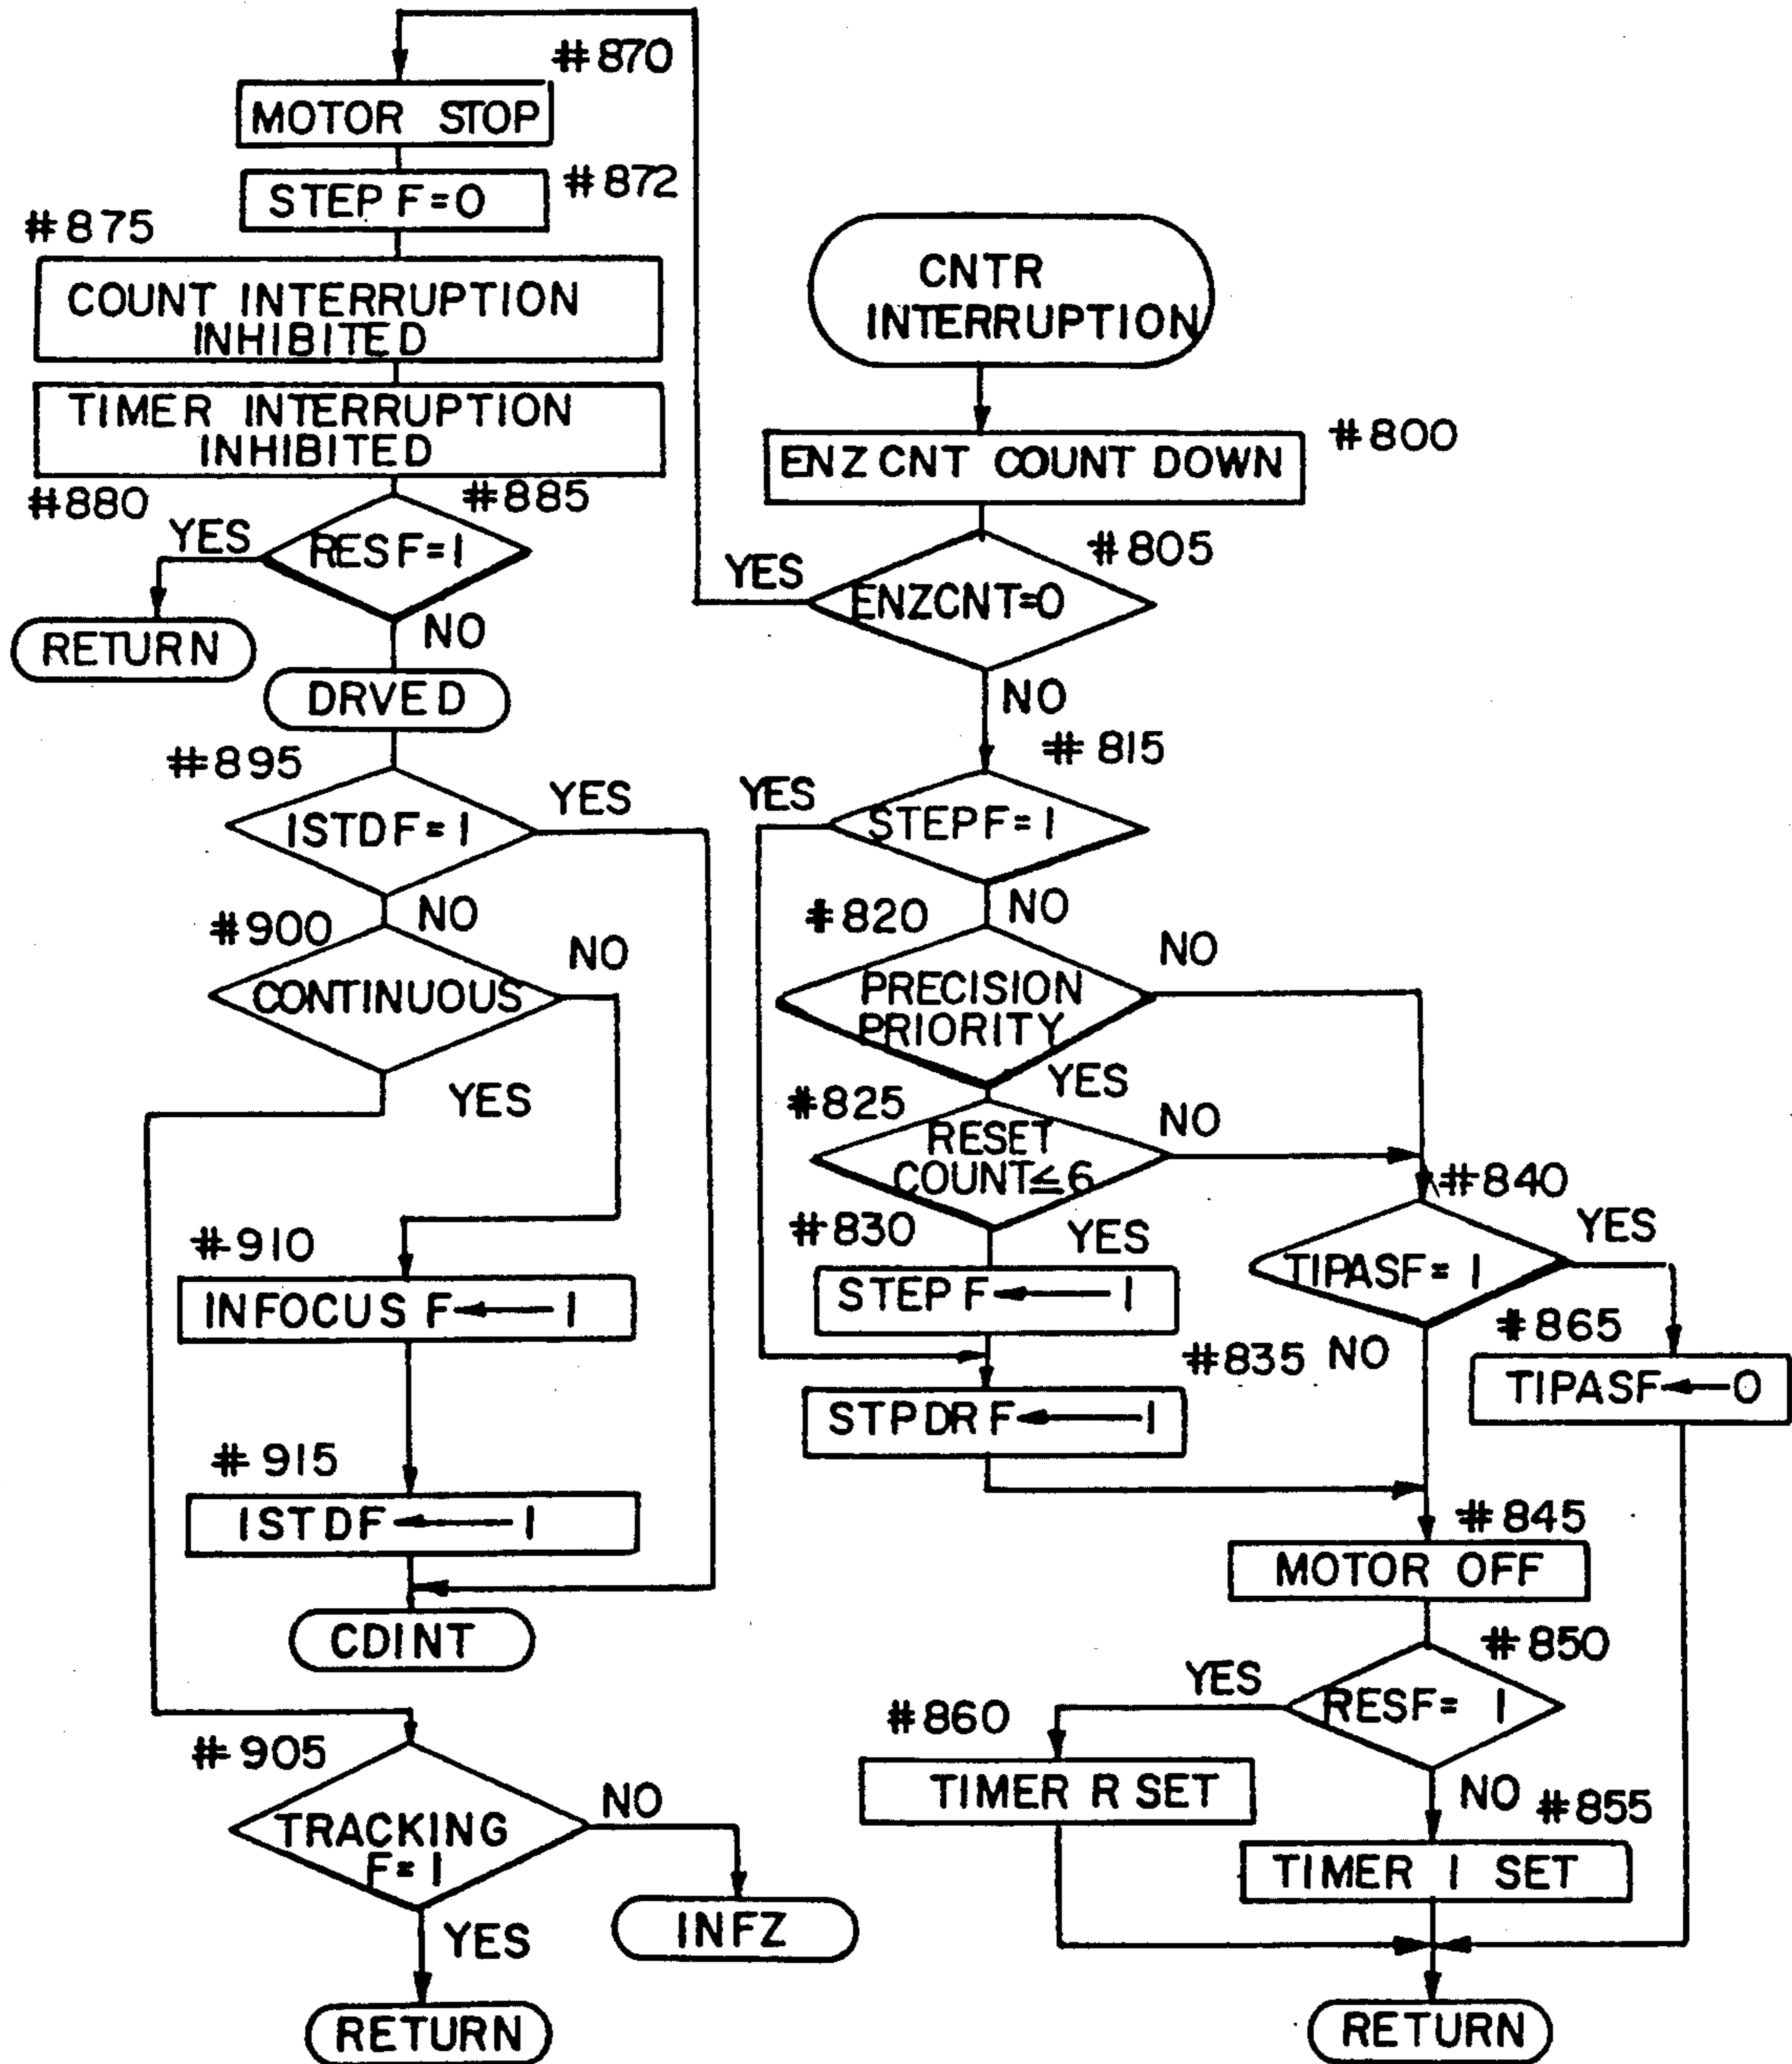 #870
MOTOR STOP
STEP F=0
#872
#875
COUNT INTERRUPTION
INHIBITED
TIMER INTERRUPTION
INHIBITED
#880
#885
YES
RESF=1
RETURN
NO
DRVED
#895
YES
ISTDF=1
NO
#900
NO
CONTINUOUS
YES
#910
INFOCUS F←1
#915
ISTDF←1
CDINT
#905
NO
TRACKING
F=1
YES
INFZ
RETURN
CNTR
INTERRUPTION
#800
ENZCNT COUNT DOWN
#805
YES
ENZCNT=0
NO
#815
YES
STEPF=1
#820
NO
NO
PRECISION
PRIORITY
YES
#825
NO
RESET
COUNT≤6
#830
YES
STEP F←1
#835
STPDRF←1
#840
YES
TIPASF=1
NO
#865
TIPASF←0
#845
MOTOR OFF
#850
YES
RESF= 1
#860
TIMER R SET
NO
#855
TIMER 1 SET
RETURN